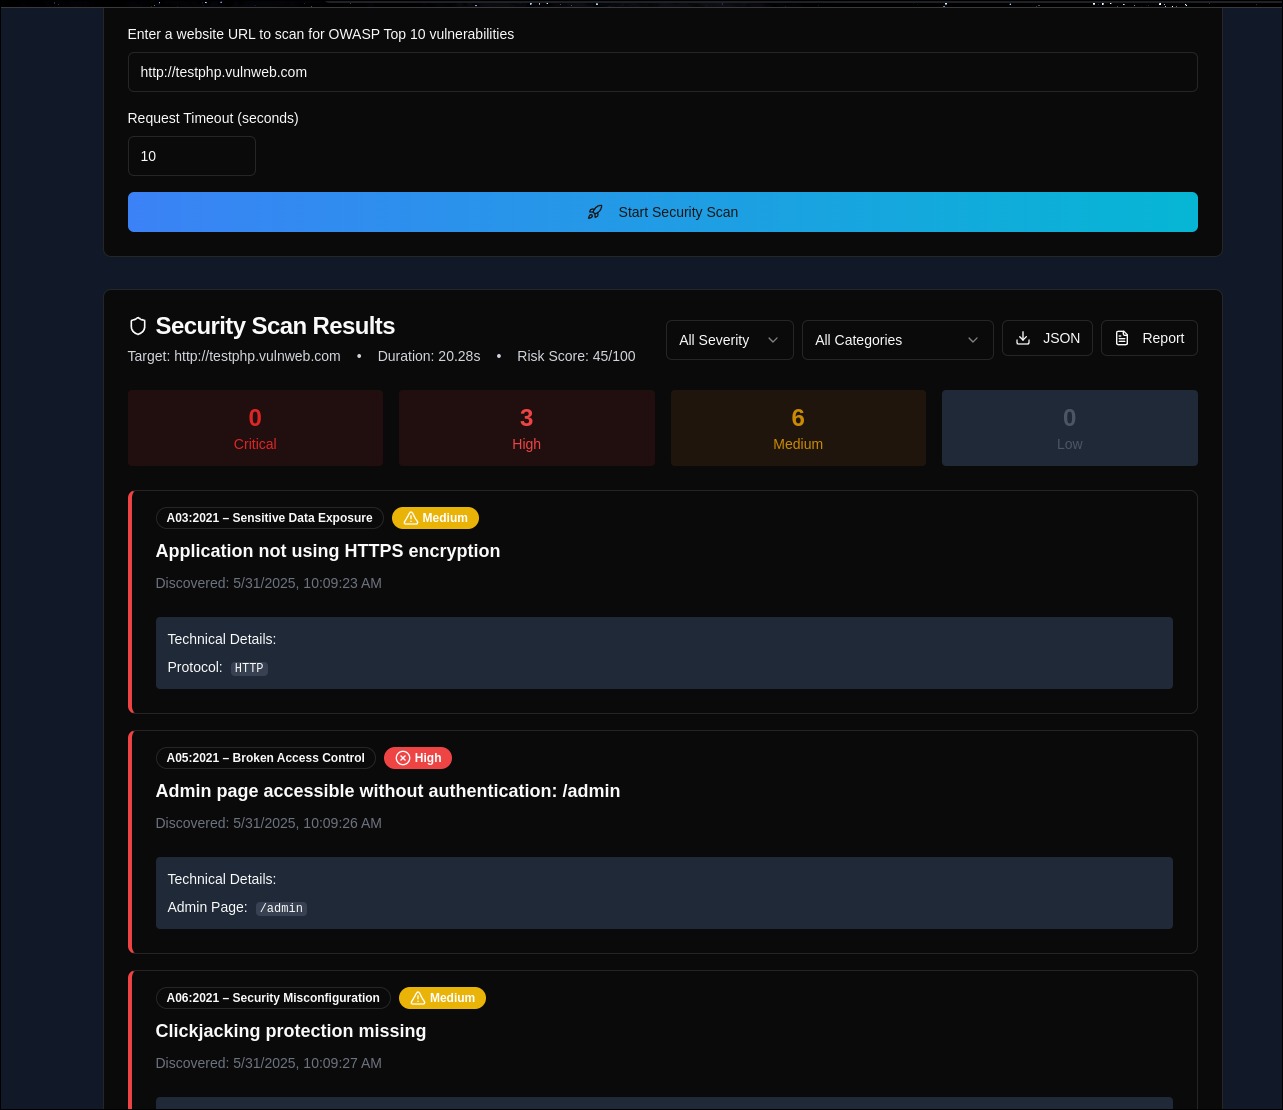 Enter a website URL to scan for OWASP Top 10 vulnerabilities
http://testphp.vulnweb.com
Request Timeout (seconds)
10
Start Security Scan
Security Scan Results
Target: http://testphp.vulnweb.com • Duration: 20.28s • Risk Score: 45/100
All Severity All Categories JSON Report
0 3 6 0
Critical High Medium Low
A03:2021 – Sensitive Data Exposure Medium
Application not using HTTPS encryption
Discovered: 5/31/2025, 10:09:23 AM
Technical Details:
Protocol: HTTP
A05:2021 – Broken Access Control High
Admin page accessible without authentication: /admin
Discovered: 5/31/2025, 10:09:26 AM
Technical Details:
Admin Page: /admin
A06:2021 – Security Misconfiguration Medium
Clickjacking protection missing
Discovered: 5/31/2025, 10:09:27 AM